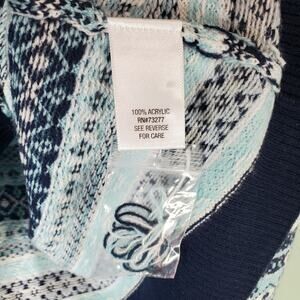 100% ACRYLIC
RN#73277
SEE REVERSE
FOR CARE